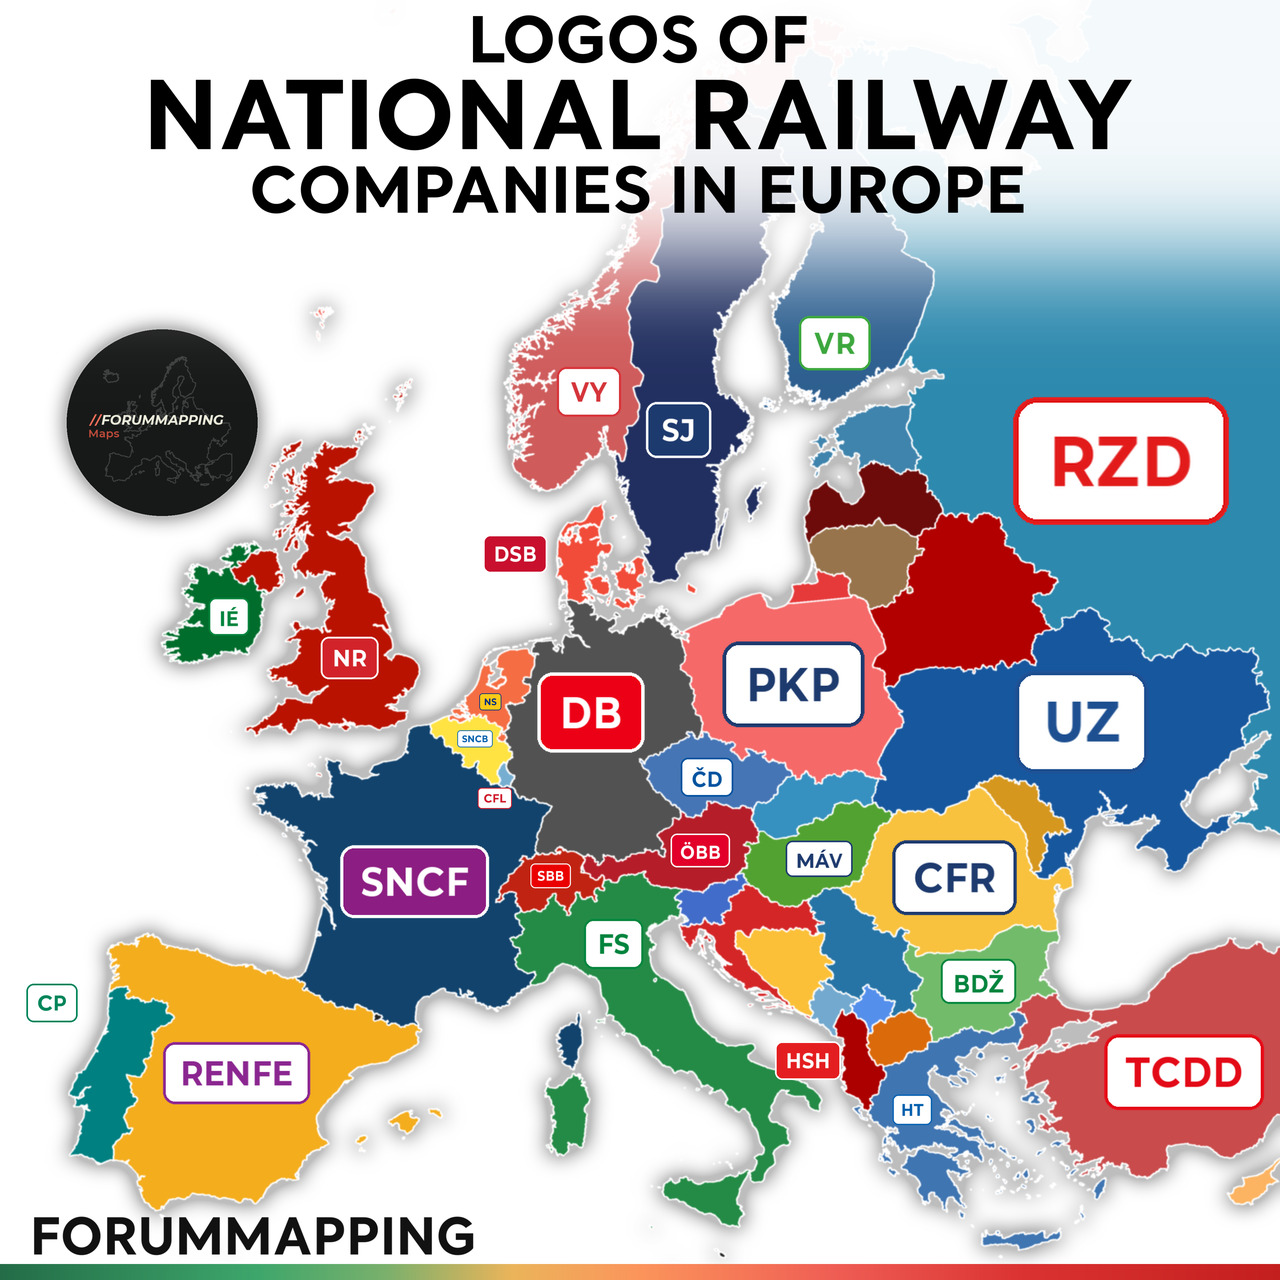 LOGOS OF
NATIONAL RAILWAY
COMPANIES IN EUROPE
VR
VY
SJ
//FORUMMAPPING
Maps
RZD
DSB
IÉ
NR
PKP
NS
DB
UZ
SNCB
ČD
CFL
ÖBB
MÁV
SBB
SNCF
CFR
FS
BDŽ
CP
HSH
RENFE
TCDD
HT
FORUMMAPPING